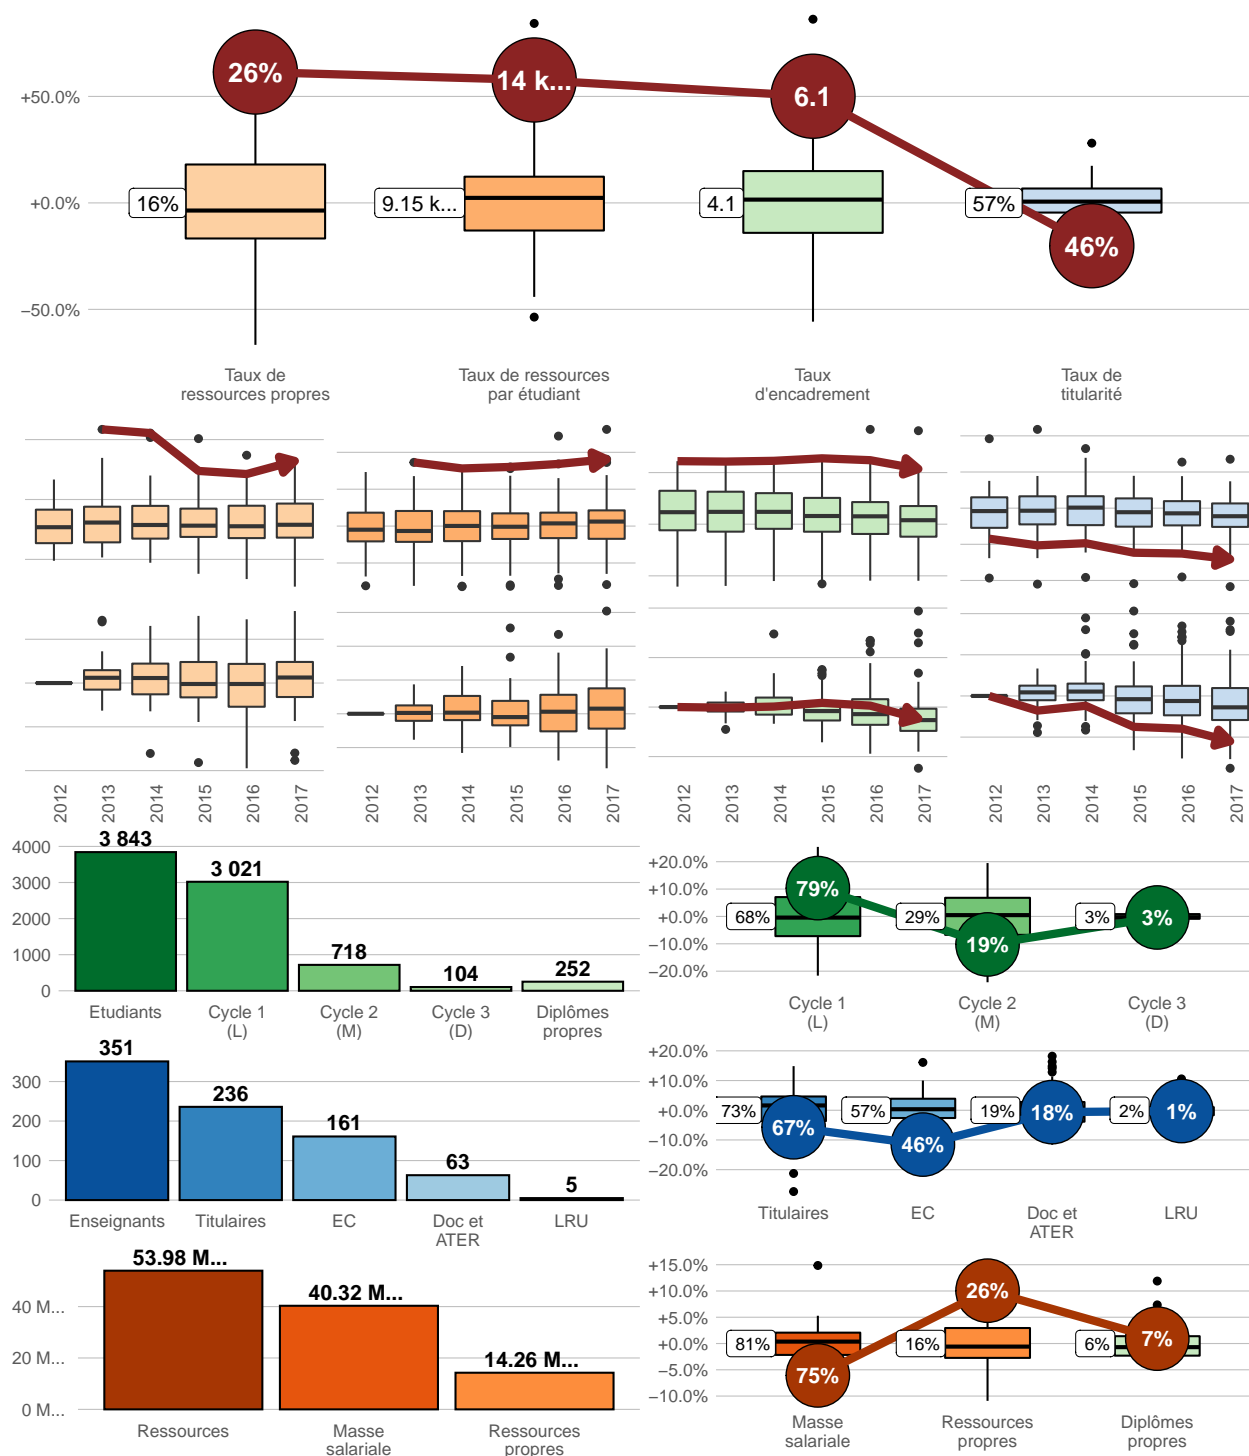 +50.0%
+0.0%
−50.0%
26%
14 k...
6.1
46%
16%
9.15 k...
4.1
57%
Taux de
ressources propres
Taux de ressources
par étudiant
Taux
d'encadrement
Taux de
titularité
2012
2013
2014
2015
2016
2017
2012
2013
2014
2015
2016
2017
2012
2013
2014
2015
2016
2017
2012
2013
2014
2015
2016
2017
4000
3000
2000
1000
0
3 843
3 021
718
104
252
Etudiants
Cycle 1
(L)
Cycle 2
(M)
Cycle 3
(D)
Diplômes
propres
+20.0%
+10.0%
+0.0%
−10.0%
−20.0%
68%
79%
29%
19%
3%
3%
Cycle 1
(L)
Cycle 2
(M)
Cycle 3
(D)
300
200
100
0
351
236
161
63
5
Enseignants
Titulaires
EC
Doc et
ATER
LRU
+20.0%
+10.0%
+0.0%
−10.0%
−20.0%
73%
67%
57%
46%
19%
18%
2%
1%
Titulaires
EC
Doc et
ATER
LRU
40 M...
20 M...
0 M...
53.98 M...
40.32 M...
14.26 M...
Ressources
Masse
salariale
Ressources
propres
+15.0%
+10.0%
+5.0%
+0.0%
−5.0%
−10.0%
81%
75%
16%
26%
6%
7%
Masse
salariale
Ressources
propres
Diplômes
propres